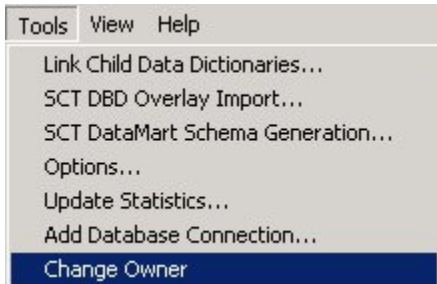 Tools View Help
Link Child Data Dictionaries...
SCT DBD Overlay Import...
SCT DataMart Schema Generation...
Options...
Update Statistics...
Add Database Connection...
Change Owner